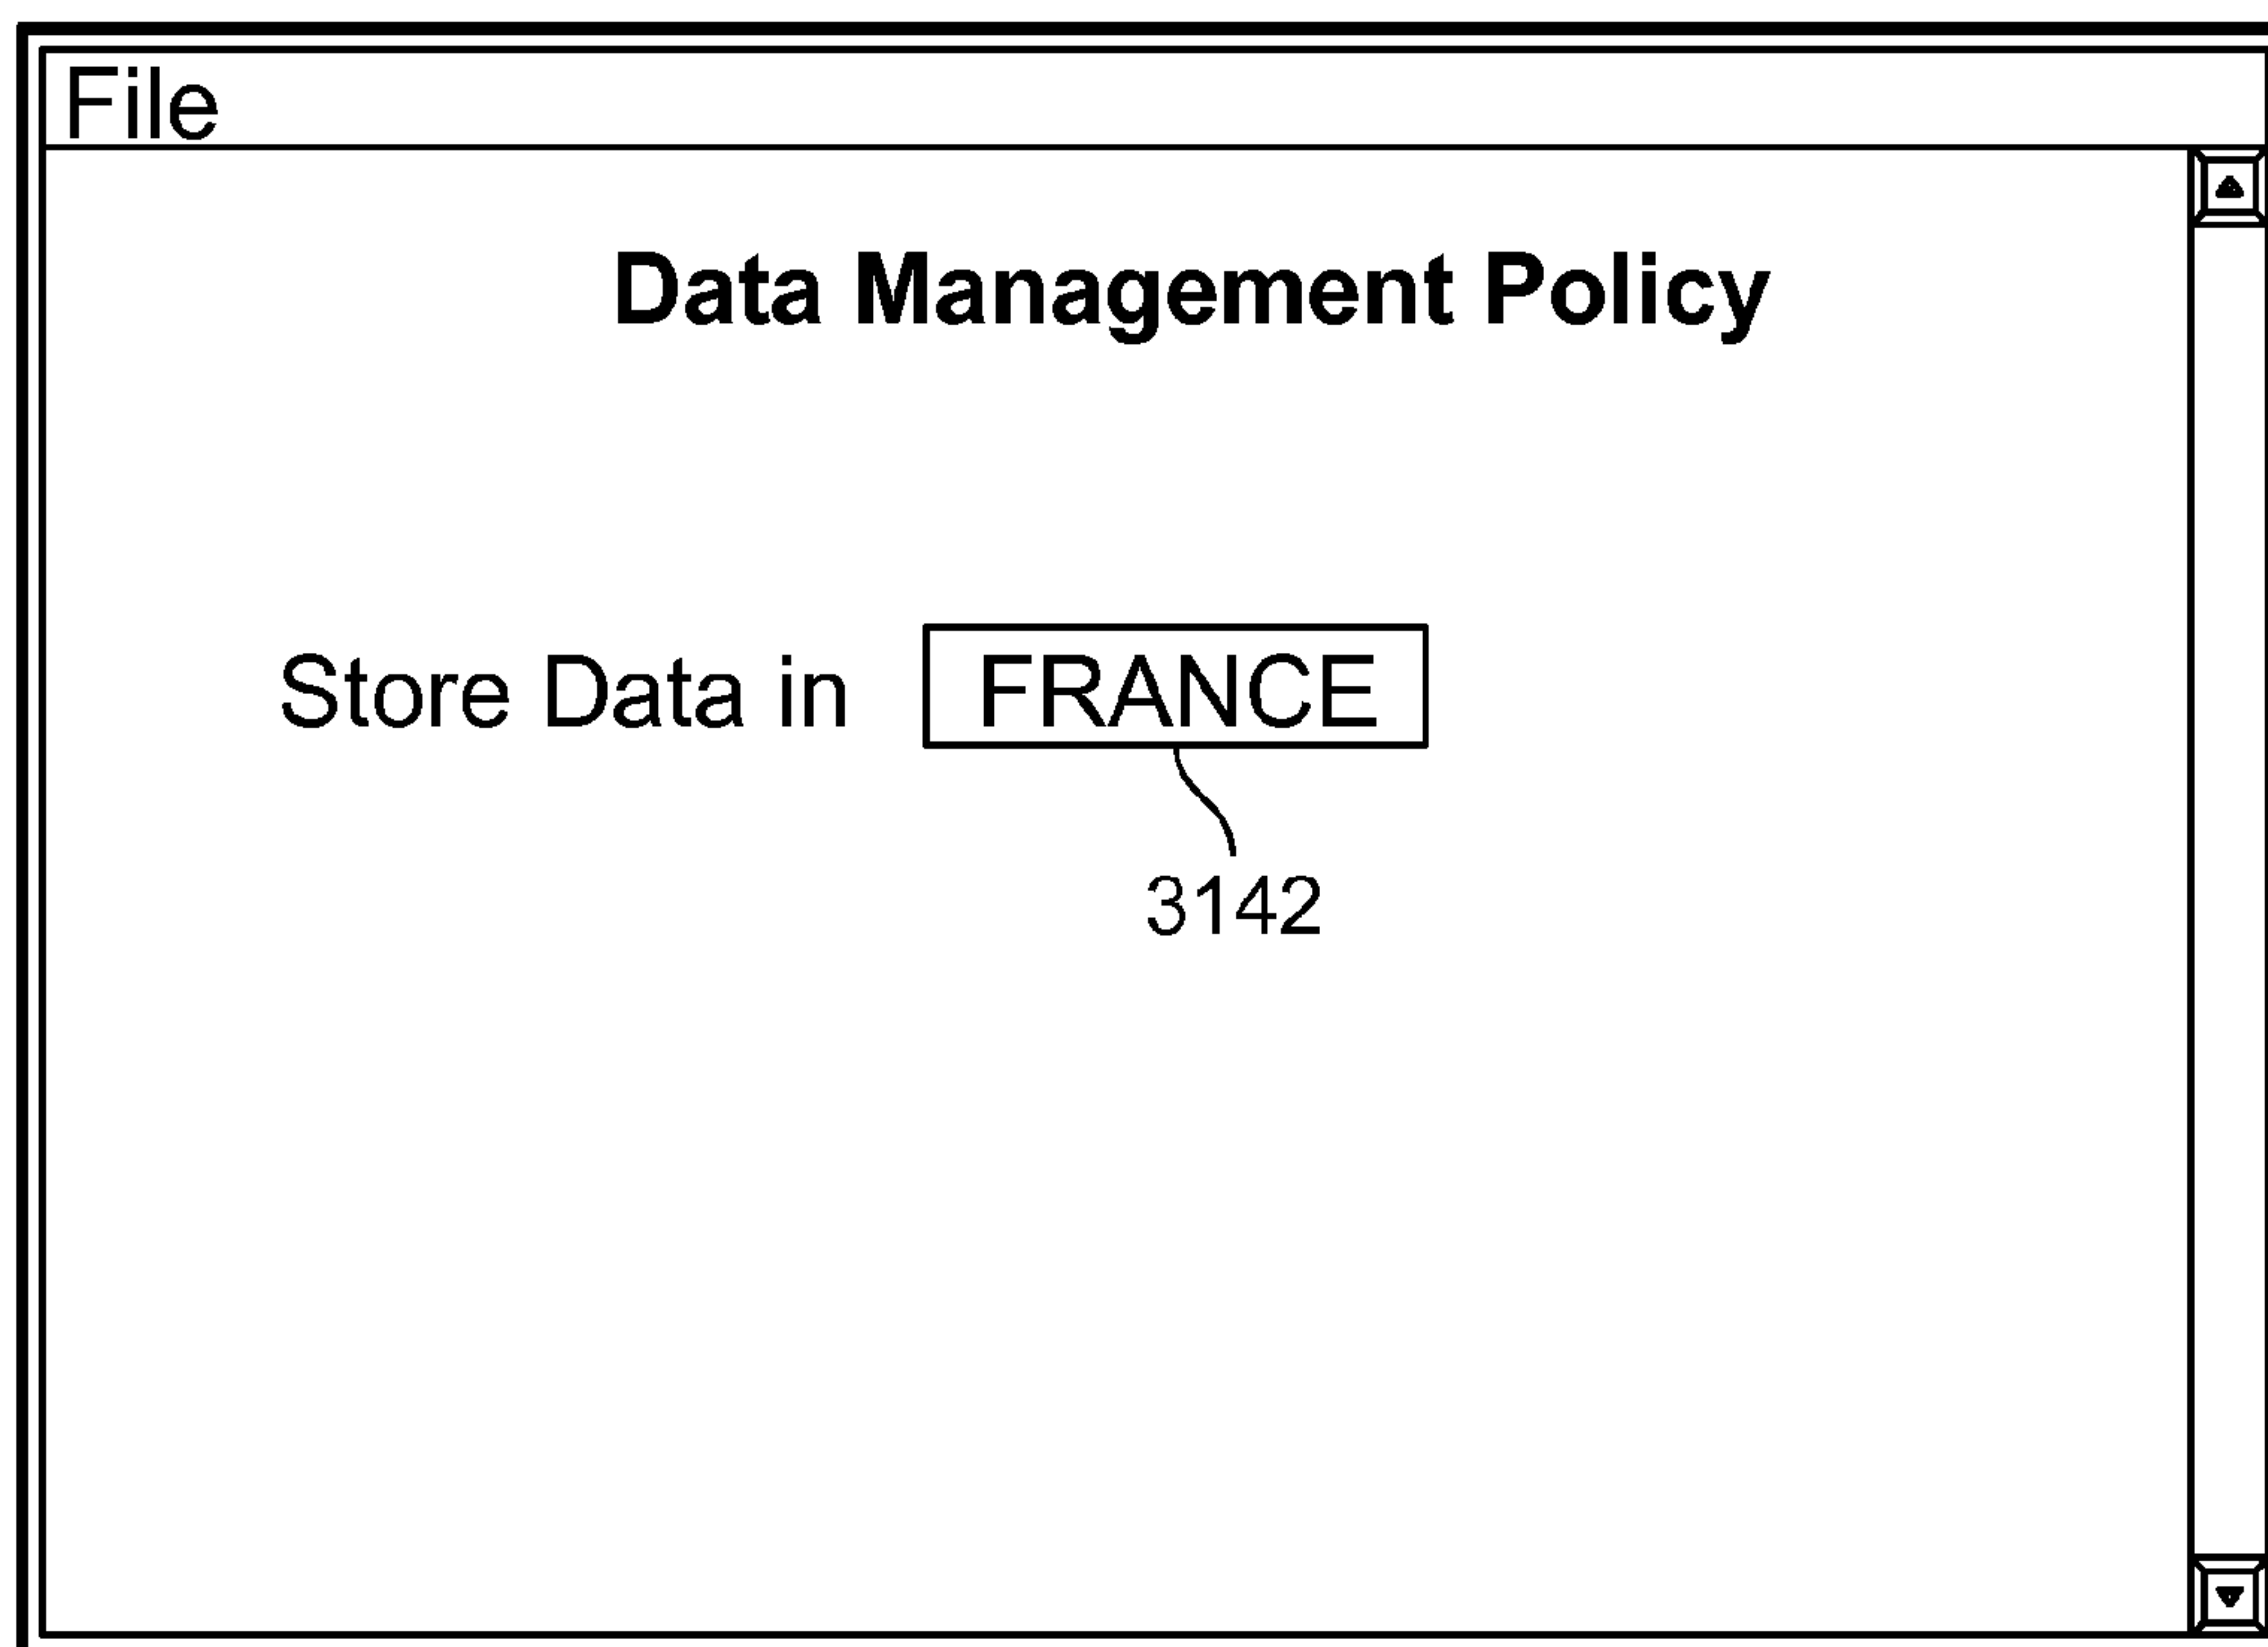 File
Data Management Policy
Store Data in FRANCE
3142